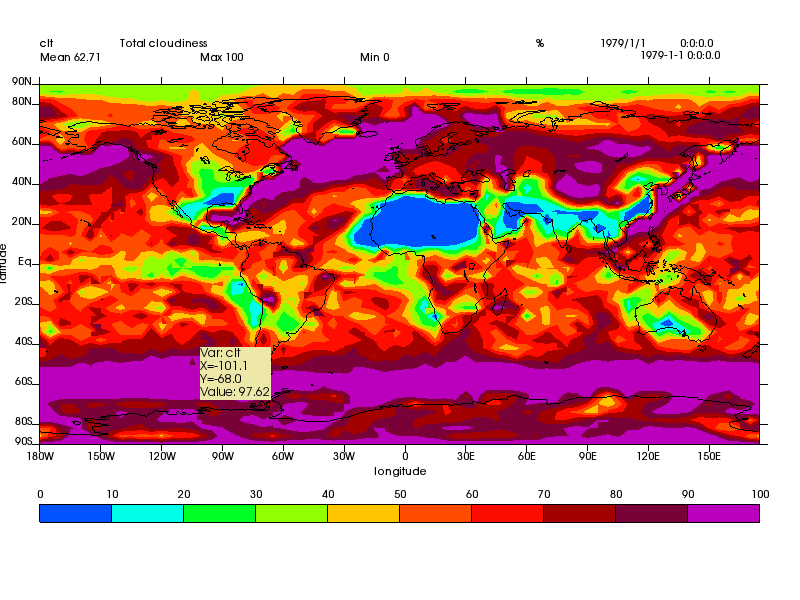 clt Total cloudiness % 1979/1/1 0:0:0.0
Mean 62.71 Max 100 Min 0 1979-1-1 0:0:0.0
90N
80N
60N
40N
20N
Eq
20S
40S
60S
80S
90S
latitude
Var: clt
X=-101.1
Y=-68.0
Value: 97.62
180W 150W 120W 90W 60W 30W 0 30E 60E 90E 120E 150E
longitude
0 10 20 30 40 50 60 70 80 90 100